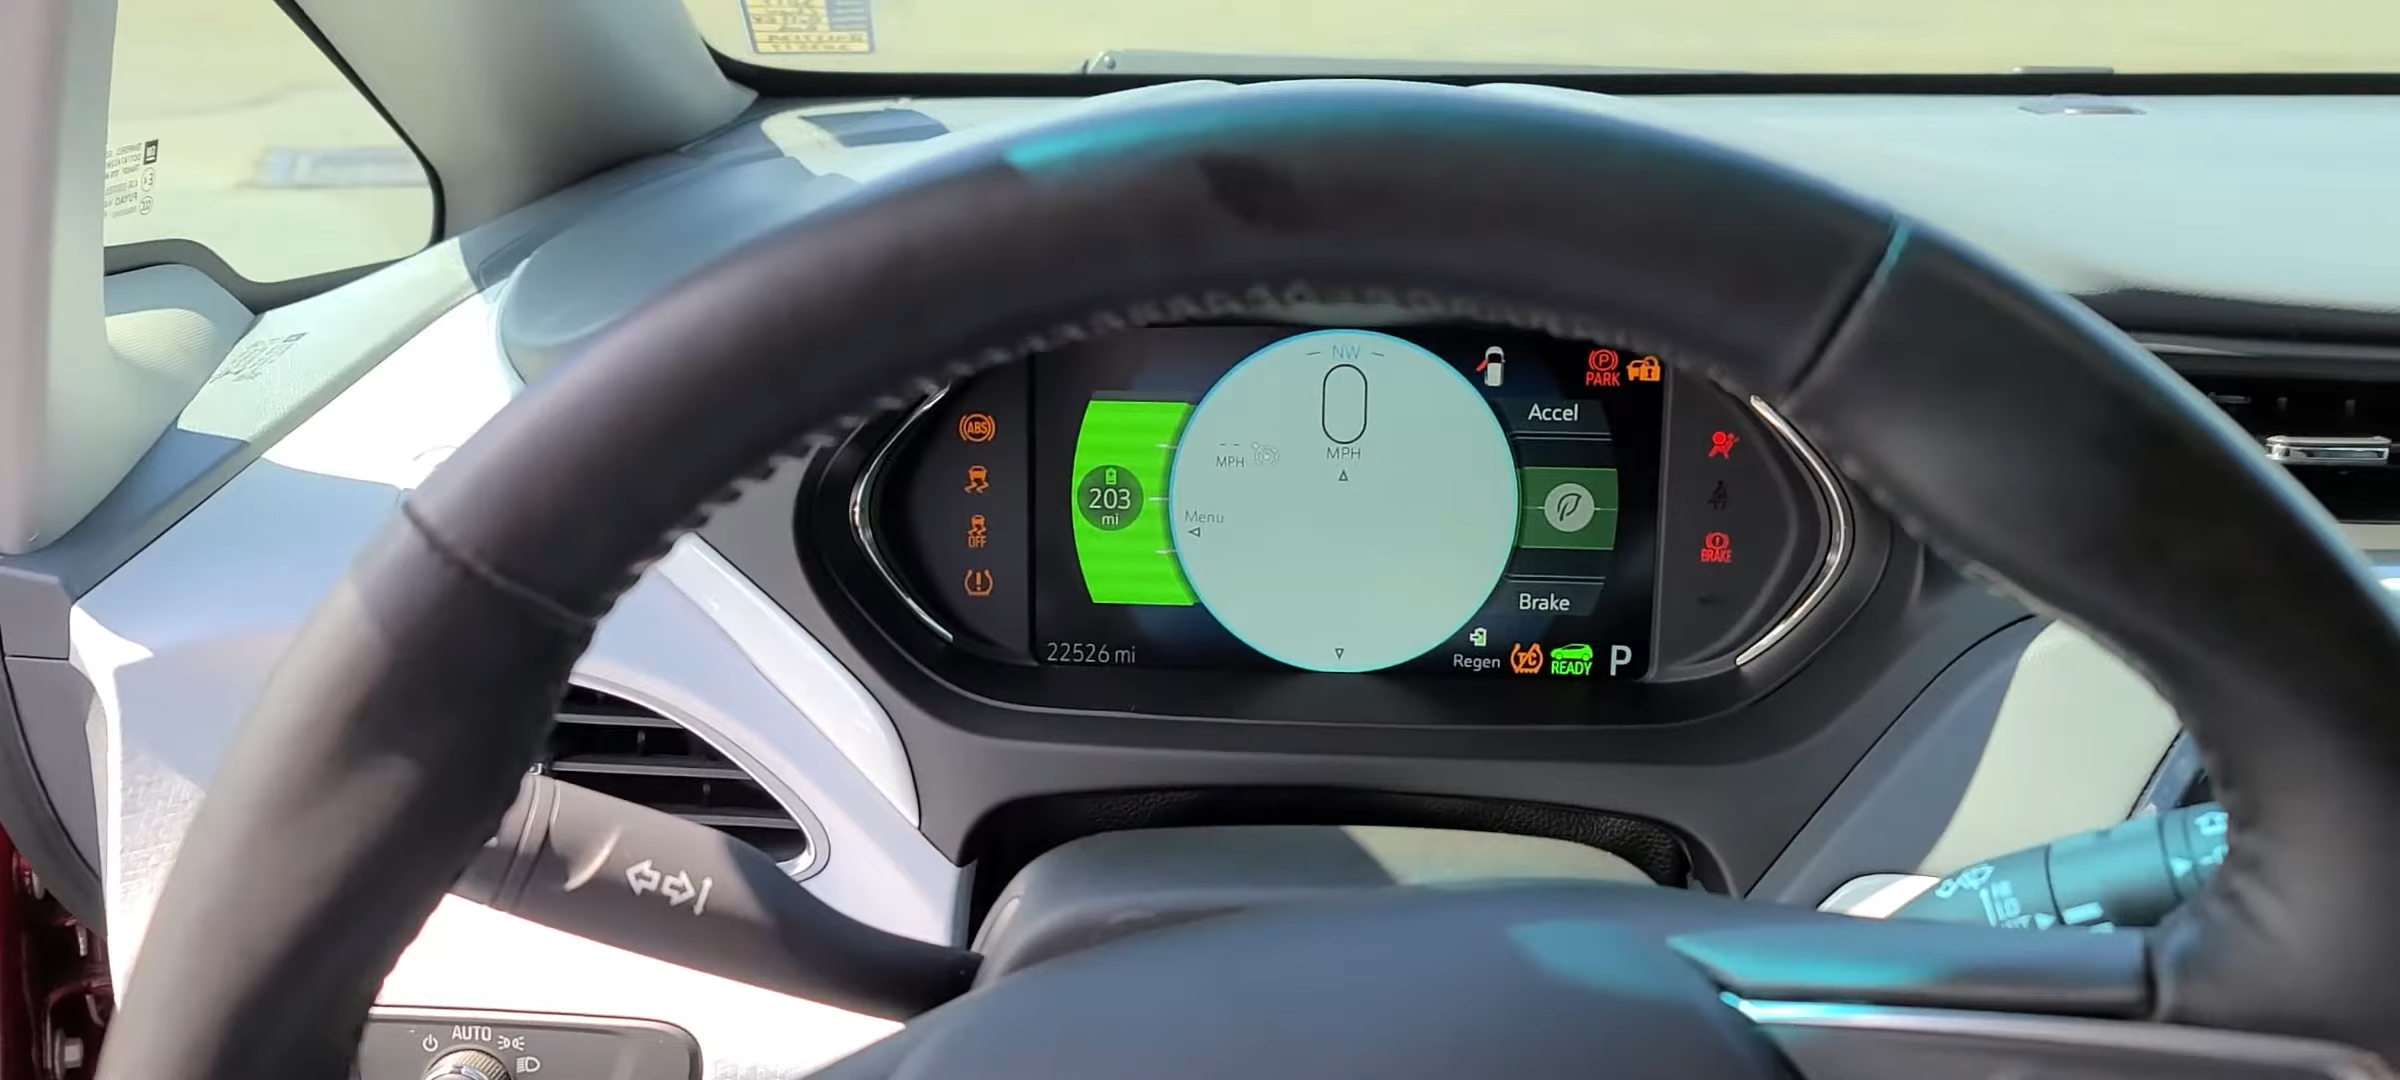 NW
PARK
Accel
MPH
-- MPH
ABS
203
mi
Menu
OFF
BRAKE
Brake
22526 mi
Regen
T/C
READY
P
AUTO